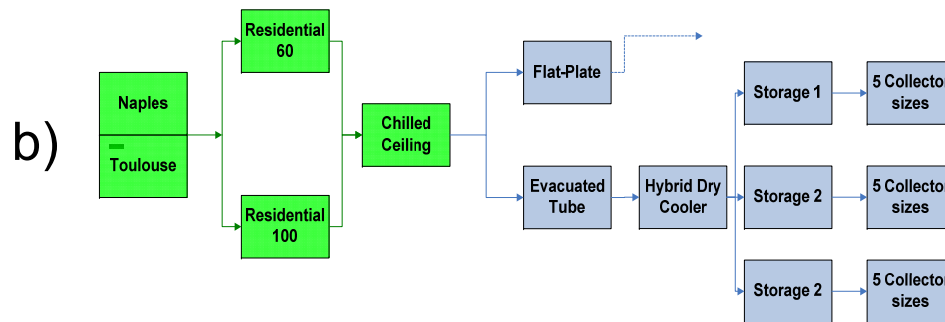 b)
Naples
Toulouse
Residential
60
Residential
100
Chilled
Ceiling
Flat-Plate
Evacuated
Tube
Hybrid Dry
Cooler
Storage 1
5 Collector
sizes
Storage 2
5 Collector
sizes
Storage 2
5 Collector
sizes